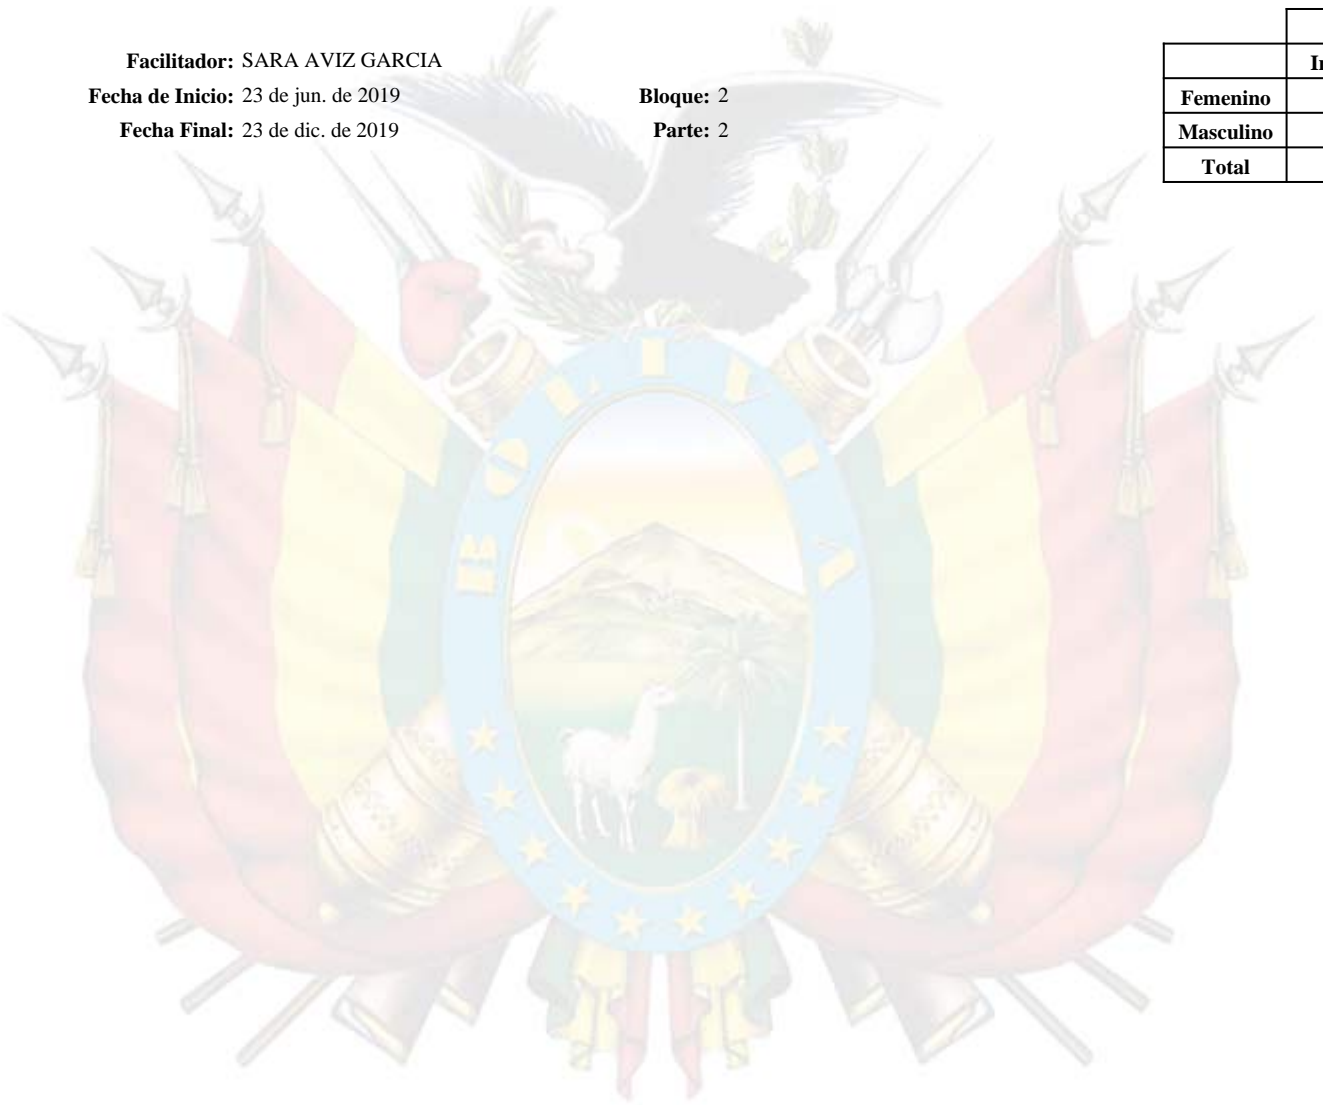 Facilitador: SARA AVIZ GARCIA
Fecha de Inicio: 23 de jun. de 2019
Bloque: 2
Fecha Final: 23 de dic. de 2019
Parte: 2
Femenino
Masculino
Total
BOLIVIA